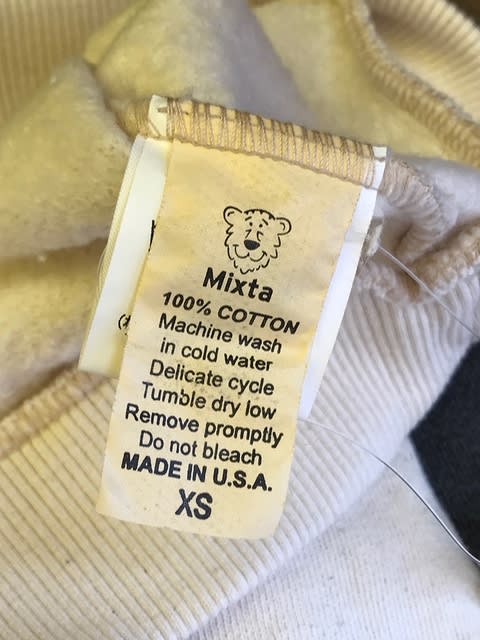 Mixta
100% COTTON
Machine wash
in cold water
Delicate cycle
Tumble dry low
Remove promptly
Do not bleach
MADE IN U.S.A.
XS